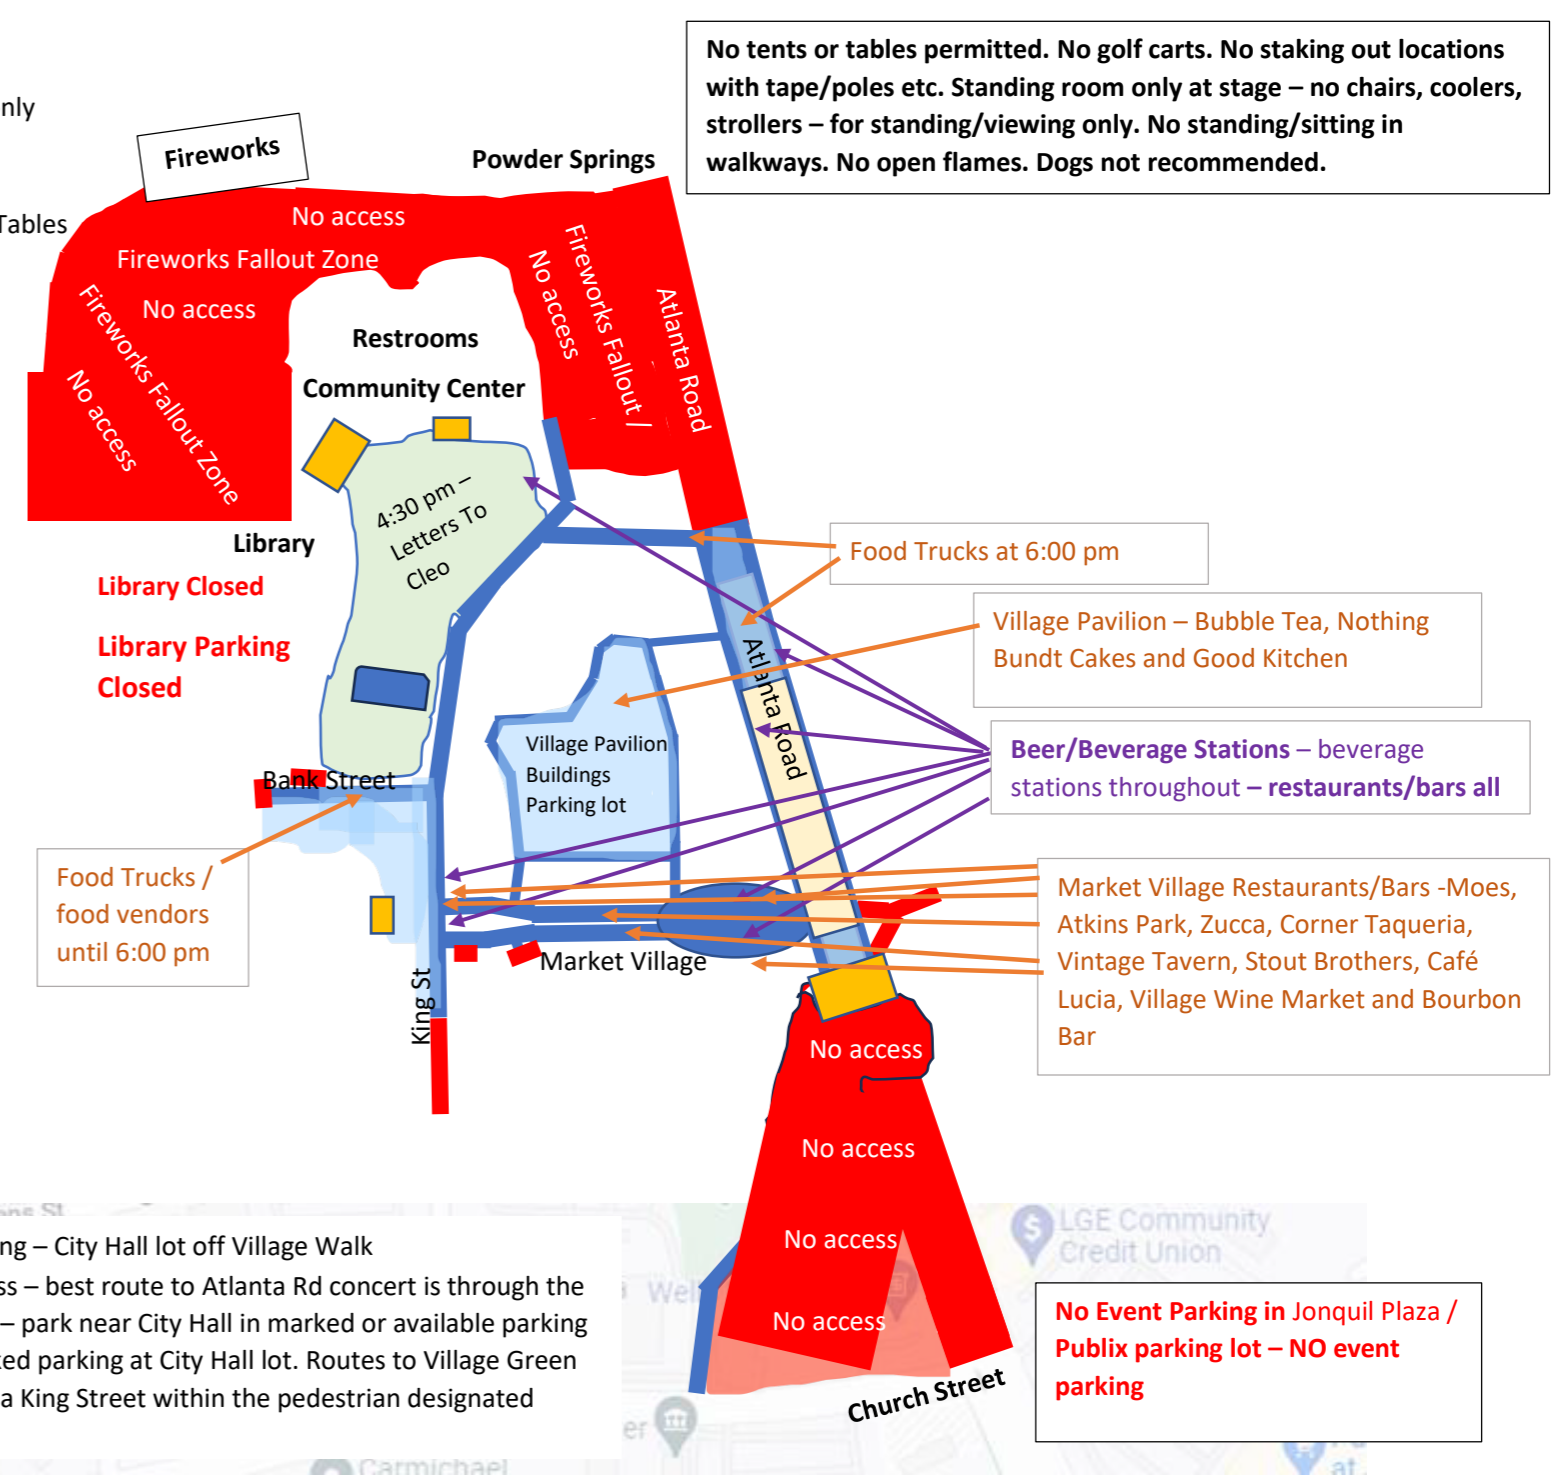 No tents or tables permitted. No golf carts. No staking out locations
with tape/poles etc. Standing room only at stage – no chairs, coolers,
strollers – for standing/viewing only. No standing/sitting in
walkways. No open flames. Dogs not recommended.
nly
Fireworks
Powder Springs
Tables
No access
Fireworks Fallout Zone
No access
Fireworks Fallout Zone
No access
Fireworks Fallout /
No access
Atlanta Road
Restrooms
Community Center
4:30 pm –
Letters To
Cleo
Library
Library Closed
Library Parking
Closed
Food Trucks at 6:00 pm
Village Pavilion – Bubble Tea, Nothing
Bundt Cakes and Good Kitchen
Atlanta Road
Village Pavilion
Buildings
Parking lot
Beer/Beverage Stations – beverage
stations throughout – restaurants/bars all
Bank Street
Food Trucks /
food vendors
until 6:00 pm
Market Village Restaurants/Bars -Moes,
Atkins Park, Zucca, Corner Taqueria,
Vintage Tavern, Stout Brothers, Café
Lucia, Village Wine Market and Bourbon
Bar
Market Village
King St
No access
No access
No access
No access
ons St
LGE Community
Credit Union
Wel
ng – City Hall lot off Village Walk
ss – best route to Atlanta Rd concert is through the
– park near City Hall in marked or available parking
ked parking at City Hall lot. Routes to Village Green
a King Street within the pedestrian designated
No Event Parking in Jonquil Plaza /
Publix parking lot – NO event
parking
Church Street
er
Carmichael
at